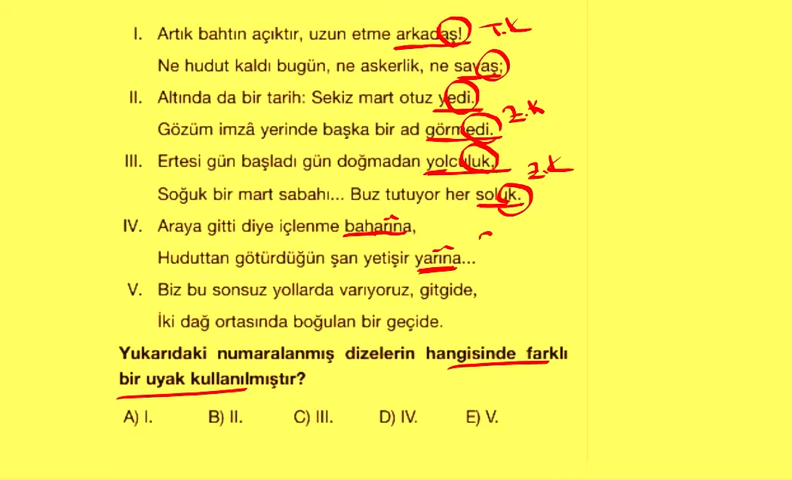 I. Artık bahtın açıktır, uzun etme arkadaş! T.K
Ne hudut kaldı bugün, ne askerlik, ne savaş;
II. Altında da bir tarih: Sekiz mart otuz yedi.
Gözüm imzâ yerinde başka bir ad görmedi. Z.K
III. Ertesi gün başladı gün doğmadan yolculuk, Z.K
Soğuk bir mart sabahı... Buz tutuyor her soluk.
IV. Araya gitti diye içlenme baharına,
Huduttan götürdüğün şan yetişir yarına...
V. Biz bu sonsuz yollarda varıyoruz, gitgide,
İki dağ ortasında boğulan bir geçide.
Yukarıdaki numaralanmış dizelerin hangisinde farklı
bir uyak kullanılmıştır?
A) I. B) II. C) III. D) IV. E) V.